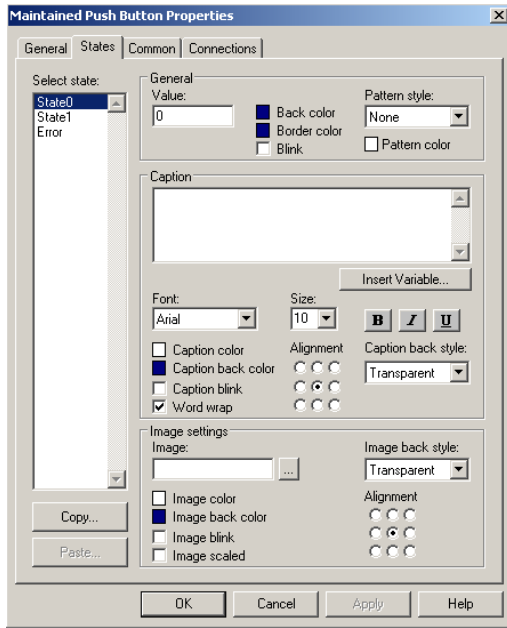 Maintained Push Button Properties
General States Common Connections
Select state:
State0
State1
Error
Copy...
Paste...
General
Value:
0
Back color
Border color
Blink
Pattern style:
None
Pattern color
Caption
Insert Variable...
Font:
Arial
Size:
10
B I U
Caption color
Caption back color
Caption blink
Word wrap
Alignment
Caption back style:
Transparent
Image settings
Image:
...
Image back style:
Transparent
Image color
Image back color
Image blink
Image scaled
Alignment
OK Cancel Apply Help